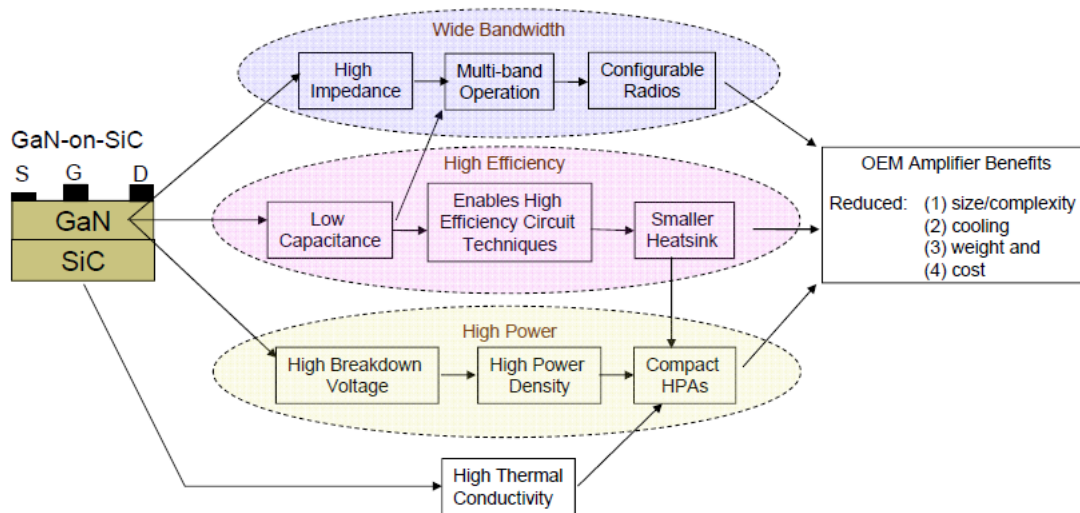 Wide Bandwidth
High
Impedance
Multi-band
Operation
Configurable
Radios
GaN-on-SiC
S G D
GaN
SiC
High Efficiency
Low
Capacitance
Enables High
Efficiency Circuit
Techniques
Smaller
Heatsink
OEM Amplifier Benefits
Reduced: (1) size/complexity
(2) cooling
(3) weight and
(4) cost
High Power
High Breakdown
Voltage
High Power
Density
Compact
HPAs
High Thermal
Conductivity